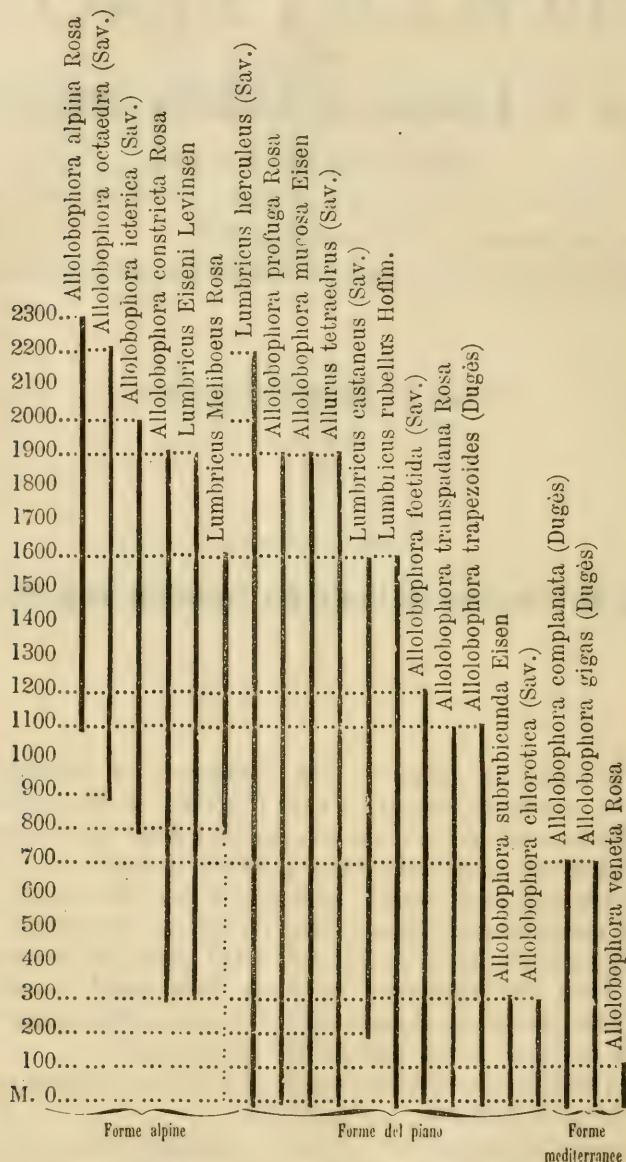 Allolobophora alpina Rosa
Allolobophora octaedra (Sav.)
Allolobophora icterica (Sav.)
Allolobophora constricta Rosa
Lumbricus Eiseni Levinsen
Lumbricus Meliboeus Rosa
Lumbricus herculeus (Sav.)
Allolobophora profuga Rosa
Allolobophora mucosa Eisen
Allurus tetraedrus (Sav.)
Lumbricus castaneus (Sav.)
Lumbricus rubellus Hoffm.
Allolobophora foetida (Sav.)
Allolobophora transpadana Rosa
Allolobophora trapezoides (Dugès)
Allolobophora subrubicunda Eisen
Allolobophora chlorotica (Sav.)
Allolobophora complanata (Dugès)
Allolobophora gigas (Dugès)
Allolobophora veneta Rosa
2300
2200
2100
2000
1900
1800
1700
1600
1500
1400
1300
1200
1100
1000
900
800
700
600
500
400
300
200
100
M. 0
Forme alpine
Forme del piano
Forme
mediterranee